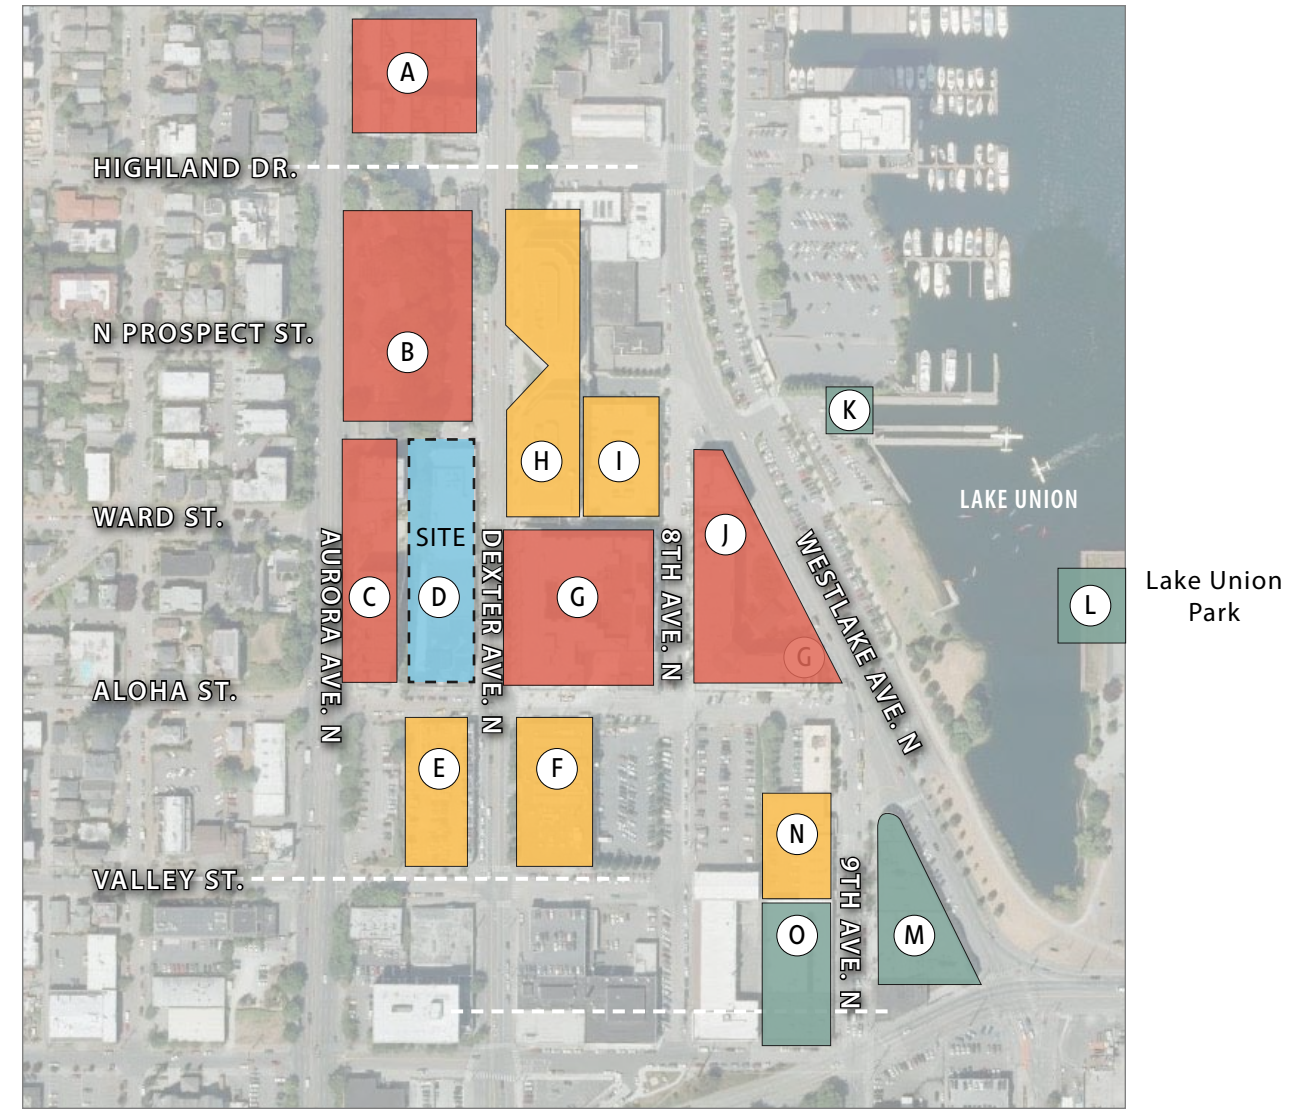 A
HIGHLAND DR.
N PROSPECT ST.
B
K
H
I
LAKE UNION
WARD ST.
SITE
J
C
D
G
L
Lake Union
Park
AURORA AVE. N
DEXTER AVE. N
8TH AVE. N
WESTLAKE AVE. N
G
ALOHA ST.
E
F
N
VALLEY ST.
9TH AVE. N
O
M